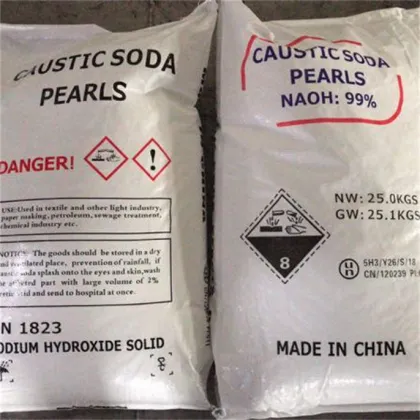 CAUSTIC SODA
PEARLS
DANGER!
USE:Used in textile and other light industry,
paper making, petroleum, sewage treatment,
chemical industry etc.
NOTICE: The goods should be stored in a dry
place, prevention of rainfall, if
soda splash onto the eyes and skin,wash
part with large volume of 2%
acid and send to hospital at once.
N 1823
ODIUM HYDROXIDE SOLID
CAUSTIC SODA
PEARLS
NAOH: 99%
NW: 25.0KGS
GW: 25.1KGS
8
un
5H3/Y26/S/18
CN/120239
MADE IN CHINA